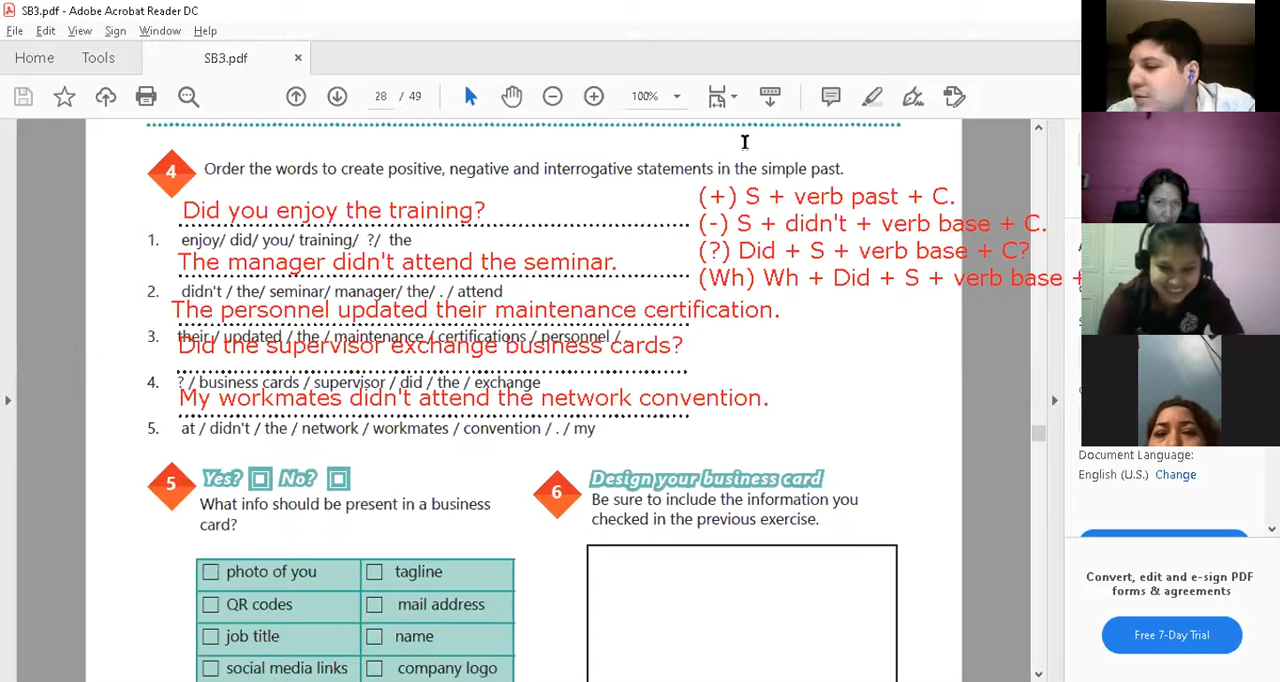 SB3.pdf - Adobe Acrobat Reader DC
File Edit View Sign Window Help
Home Tools SB3.pdf ×
28 / 49 100%
4 Order the words to create positive, negative and interrogative statements in the simple past.
(+) S + verb past + C.
Did you enjoy the training?
(-) S + didn't + verb base + C.
1. enjoy/ did/ you/ training/ ?/ the
(?) Did + S + verb base + C?
The manager didn't attend the seminar.
(Wh) Wh + Did + S + verb base +
2. didn't / the/ seminar/ manager/ the/ . / attend
The personnel updated their maintenance certification.
3. their / updated / the / maintenance / certifications / personnel /
Did the supervisor exchange business cards?
4. ? / business cards / supervisor / did / the / exchange
My workmates didn't attend the network convention.
5. at / didn't / the / network / workmates / convention / . / my
5 Yes? No?
What info should be present in a business
card?
photo of you tagline
QR codes mail address
job title name
social media links company logo
6 Design your business card
Be sure to include the information you
checked in the previous exercise.
Document Language:
English (U.S.) Change
Convert, edit and e-sign PDF
forms & agreements
Free 7-Day Trial